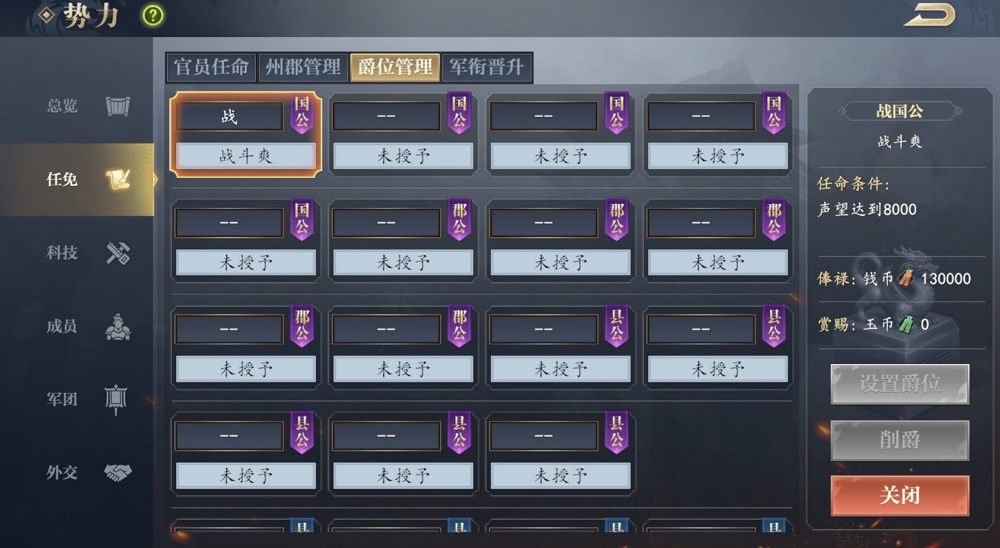 势力
?
官员任命 州郡管理 爵位管理 军衔晋升
总览
任免
科技
成员
军团
外交
战 国公
战斗爽
-- 国公
未授予
-- 国公
未授予
-- 国公
未授予
-- 国公
未授予
-- 郡公
未授予
-- 郡公
未授予
-- 郡公
未授予
-- 郡公
未授予
-- 郡公
未授予
-- 县公
未授予
-- 县公
未授予
-- 县公
未授予
-- 县公
未授予
-- 县公
未授予
县 县 县 县
战国公
战斗爽
任命条件:
声望达到8000
俸禄: 钱币 130000
赏赐: 玉币 0
设置爵位
削爵
关闭